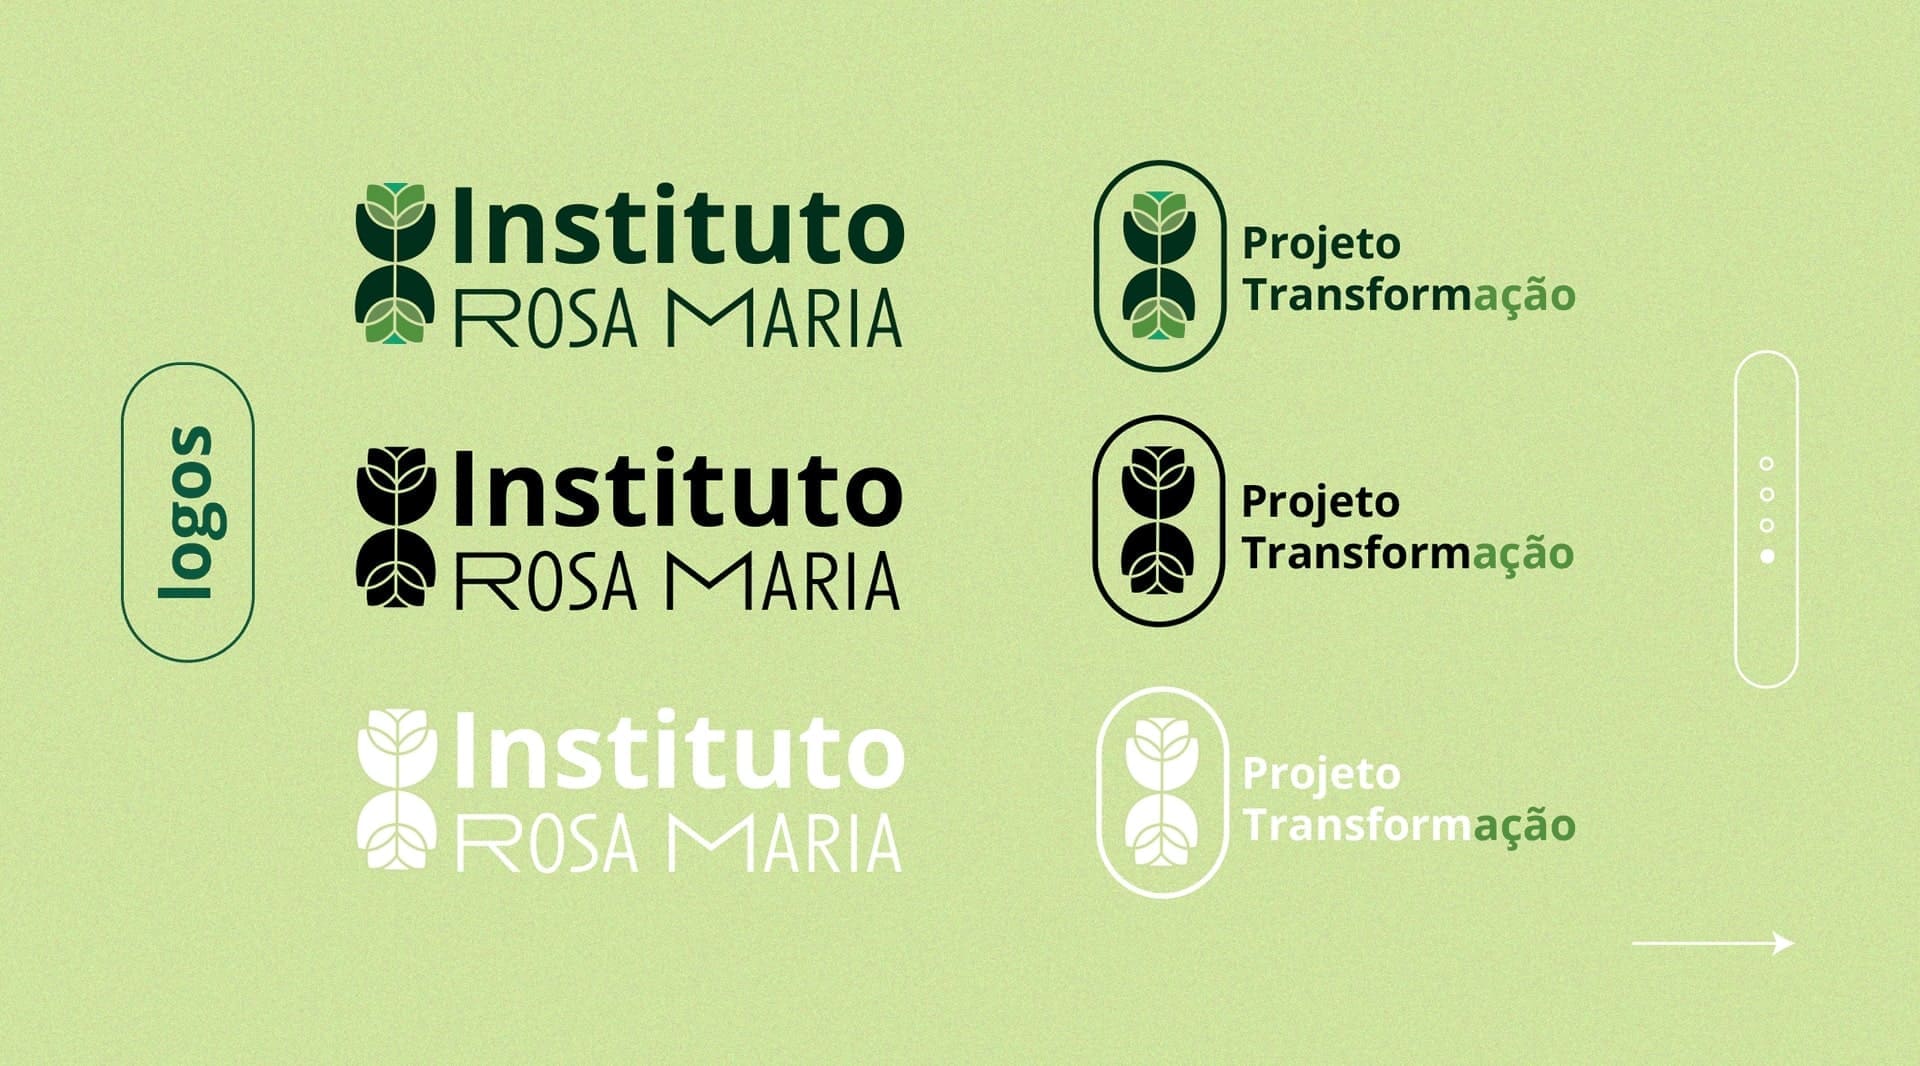 logos
Instituto
ROSA MARIA
Projeto
Transformação
Instituto
ROSA MARIA
Projeto
Transformação
Instituto
ROSA MARIA
Projeto
Transformação